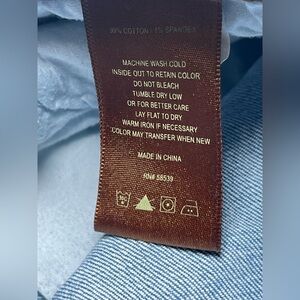 99% COTTON 1% SPANDEX
MACHINE WASH COLD
INSIDE OUT TO RETAIN COLOR
DO NOT BLEACH
TUMBLE DRY LOW
OR FOR BETTER CARE
LAY FLAT TO DRY
WARM IRON IF NECESSARY
COLOR MAY TRANSFER WHEN NEW
MADE IN CHINA
RN# 58539